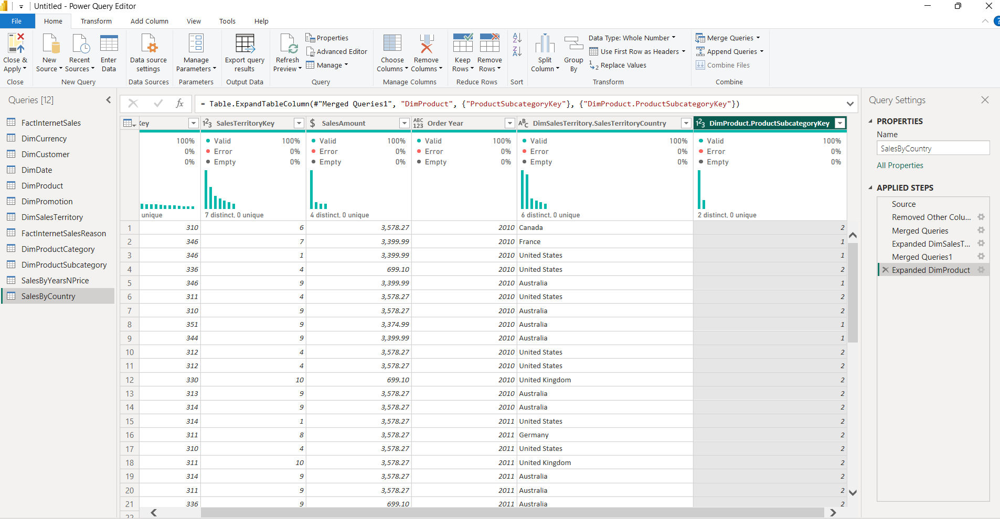 Untitled - Power Query Editor
File Home Transform Add Column View Tools Help
Close & Apply
Close
New Source
Recent Sources
Enter Data
New Query
Data source settings
Data Sources
Manage Parameters
Parameters
Export query results
Output Data
Refresh Preview
Properties
Advanced Editor
Manage
Query
Choose Columns
Remove Columns
Manage Columns
Keep Rows
Remove Rows
Reduce Rows
Sort
Split Column
Group By
Data Type: Whole Number
Use First Row as Headers
Replace Values
Transform
Merge Queries
Append Queries
Combine Files
Combine
Queries [12]
FactInternetSales
DimCurrency
DimCustomer
DimDate
DimProduct
DimPromotion
DimSalesTerritory
FactInternetSalesReason
DimProductCategory
DimProductSubcategory
SalesByYearsNPrice
SalesByCountry
fx
= Table.ExpandTableColumn(#"Merged Queries1", "DimProduct", {"ProductSubcategoryKey"}, {"DimProduct.ProductSubcategoryKey"})
Key 123 SalesTerritoryKey $ SalesAmount ABC 123 Order Year ABC DimSalesTerritory.SalesTerritoryCountry 123 DimProduct.ProductSubcategoryKey
100% Valid 100% Valid 100% Valid 100% Valid 100% Valid 100%
0% Error 0% Error 0% Error 0% Error 0% Error 0%
0% Empty 0% Empty 0% Empty 0% Empty 0% Empty 0%
unique 7 distinct, 0 unique 4 distinct, 0 unique 6 distinct, 0 unique 2 distinct, 0 unique
1 310 6 3,578.27 2010 Canada 2
2 346 7 3,399.99 2010 France 1
3 346 1 3,399.99 2010 United States 1
4 336 4 699.10 2010 United States 2
5 346 9 3,399.99 2010 Australia 1
6 311 4 3,578.27 2010 United States 2
7 310 9 3,578.27 2010 Australia 2
8 351 9 3,374.99 2010 Australia 1
9 344 9 3,399.99 2010 Australia 1
10 312 4 3,578.27 2010 United States 2
11 312 4 3,578.27 2010 United States 2
12 330 10 699.10 2010 United Kingdom 2
13 313 9 3,578.27 2010 Australia 2
14 314 9 3,578.27 2010 Australia 2
15 314 1 3,578.27 2011 United States 2
16 311 8 3,578.27 2011 Germany 2
17 310 4 3,578.27 2011 United States 2
18 311 10 3,578.27 2011 United Kingdom 2
19 314 9 3,578.27 2011 Australia 2
20 311 9 3,578.27 2011 Australia 2
21 336 9 699.10 2011 Australia 2
22
Query Settings
PROPERTIES
Name
SalesByCountry
All Properties
APPLIED STEPS
Source
Removed Other Colu...
Merged Queries
Expanded DimSalesT...
Merged Queries1
Expanded DimProduct